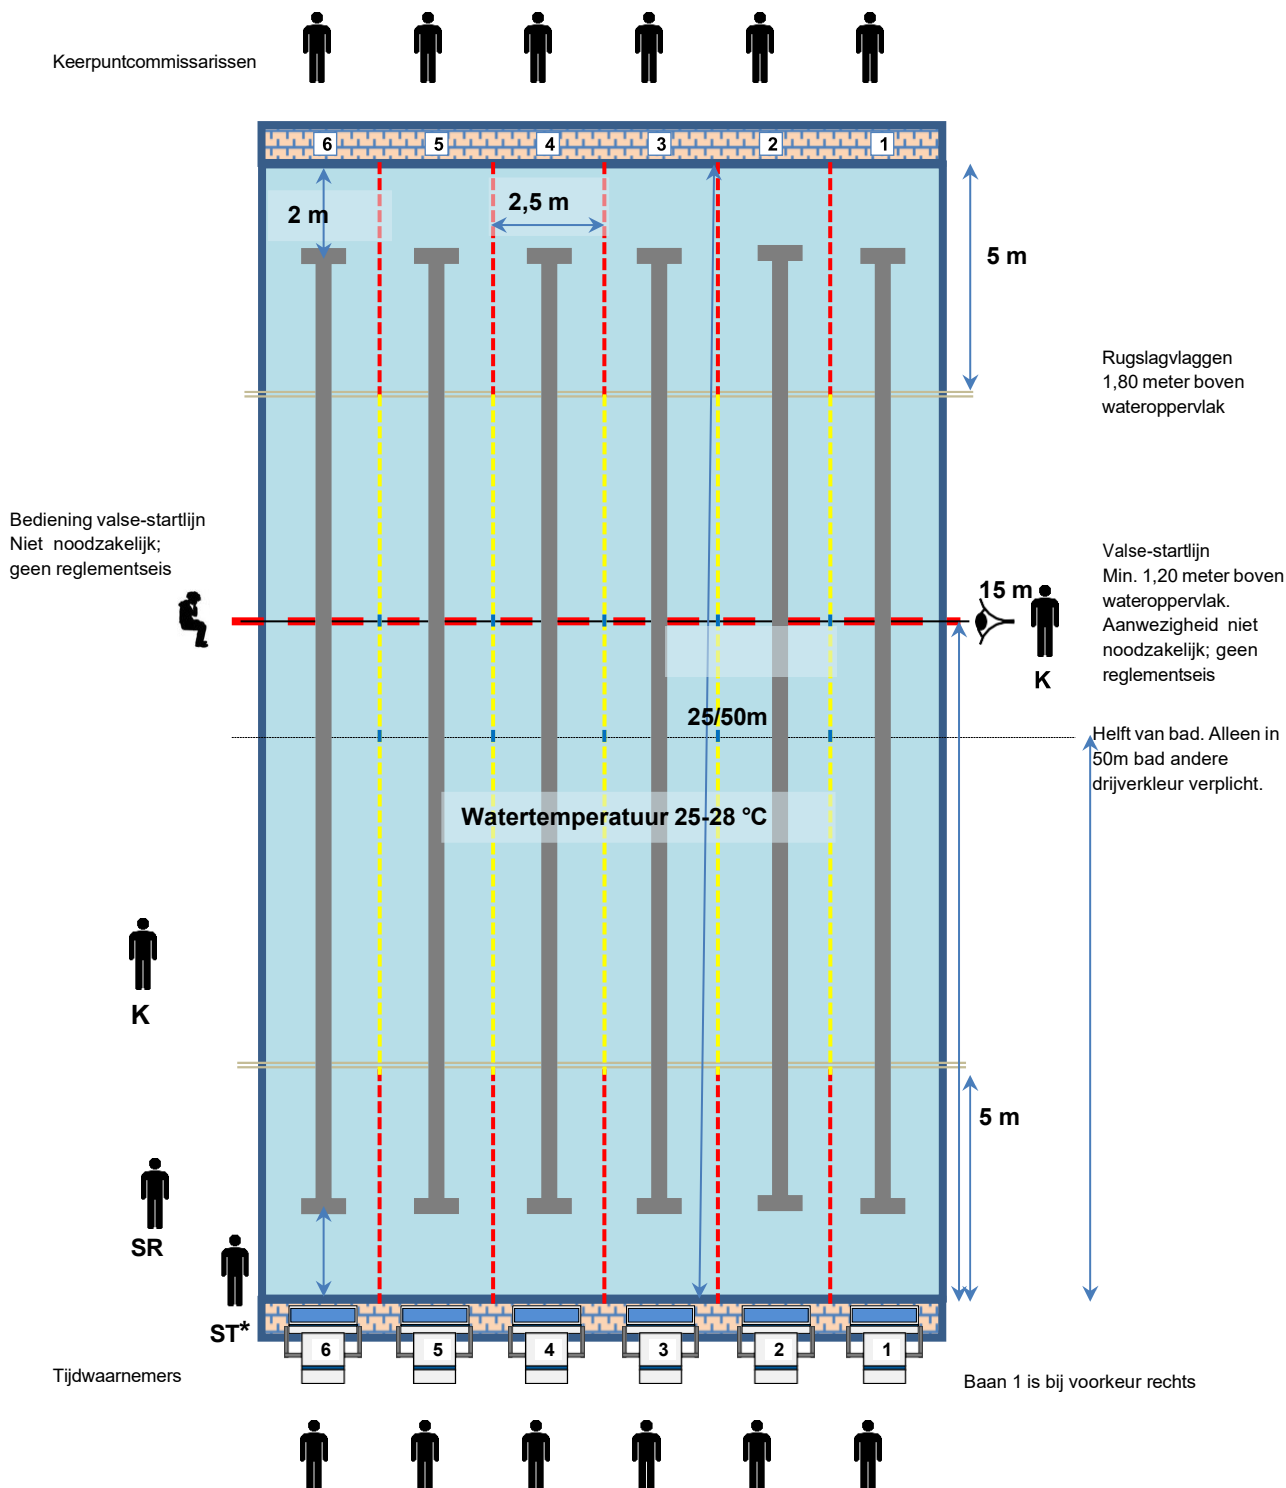 Keerpuntcommissarissen
6 5 4 3 2 1
2 m
2,5 m
5 m
Rugslagvlaggen
1,80 meter boven
wateroppervlak
Bediening valse-startlijn
Niet noodzakelijk;
geen reglementseis
15 m
K
Valse-startlijn
Min. 1,20 meter boven
wateroppervlak.
Aanwezigheid niet
noodzakelijk; geen
reglementseis
25/50m
Helft van bad. Alleen in
50m bad andere
drijverkleur verplicht.
Watertemperatuur 25-28 °C
K
5 m
SR
ST*
6 5 4 3 2 1
Tijdwaarnemers
Baan 1 is bij voorkeur rechts